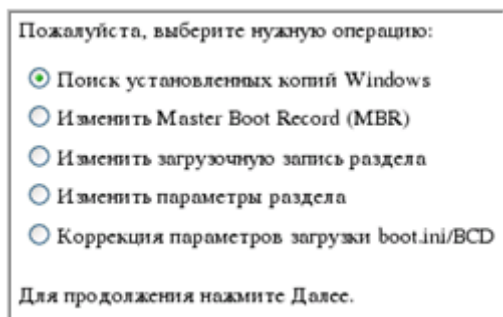 Пожалуйста, выберите нужную операцию:
Поиск установленных копий Windows
Изменить Master Boot Record (MBR)
Изменить загрузочную запись раздела
Изменить параметры раздела
Коррекция параметров загрузки boot.ini/BCD
Для продолжения нажмите Далее.